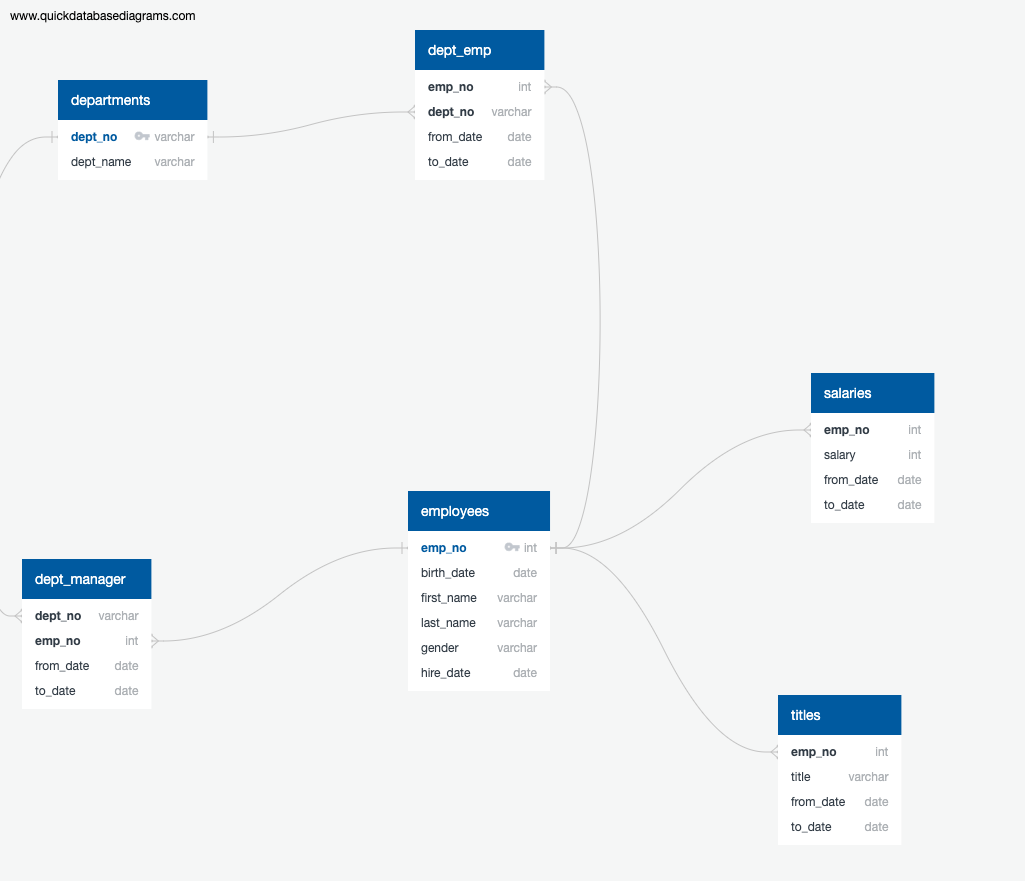 www.quickdatabasediagrams.com
dept_emp
emp_no int
dept_no varchar
from_date date
to_date date
departments
dept_no varchar
dept_name varchar
salaries
emp_no int
salary int
from_date date
to_date date
employees
emp_no int
birth_date date
first_name varchar
last_name varchar
gender varchar
hire_date date
dept_manager
dept_no varchar
emp_no int
from_date date
to_date date
titles
emp_no int
title varchar
from_date date
to_date date